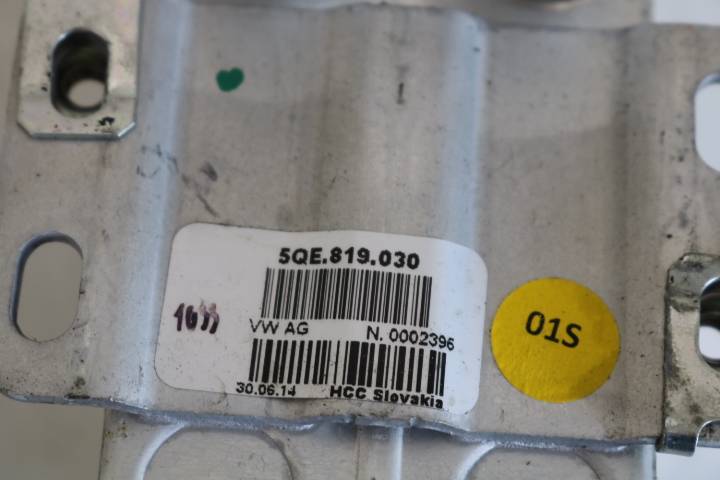 5QE.819.030
VW AG N. 0002396
30.06.14 HCC Slovakia
01S